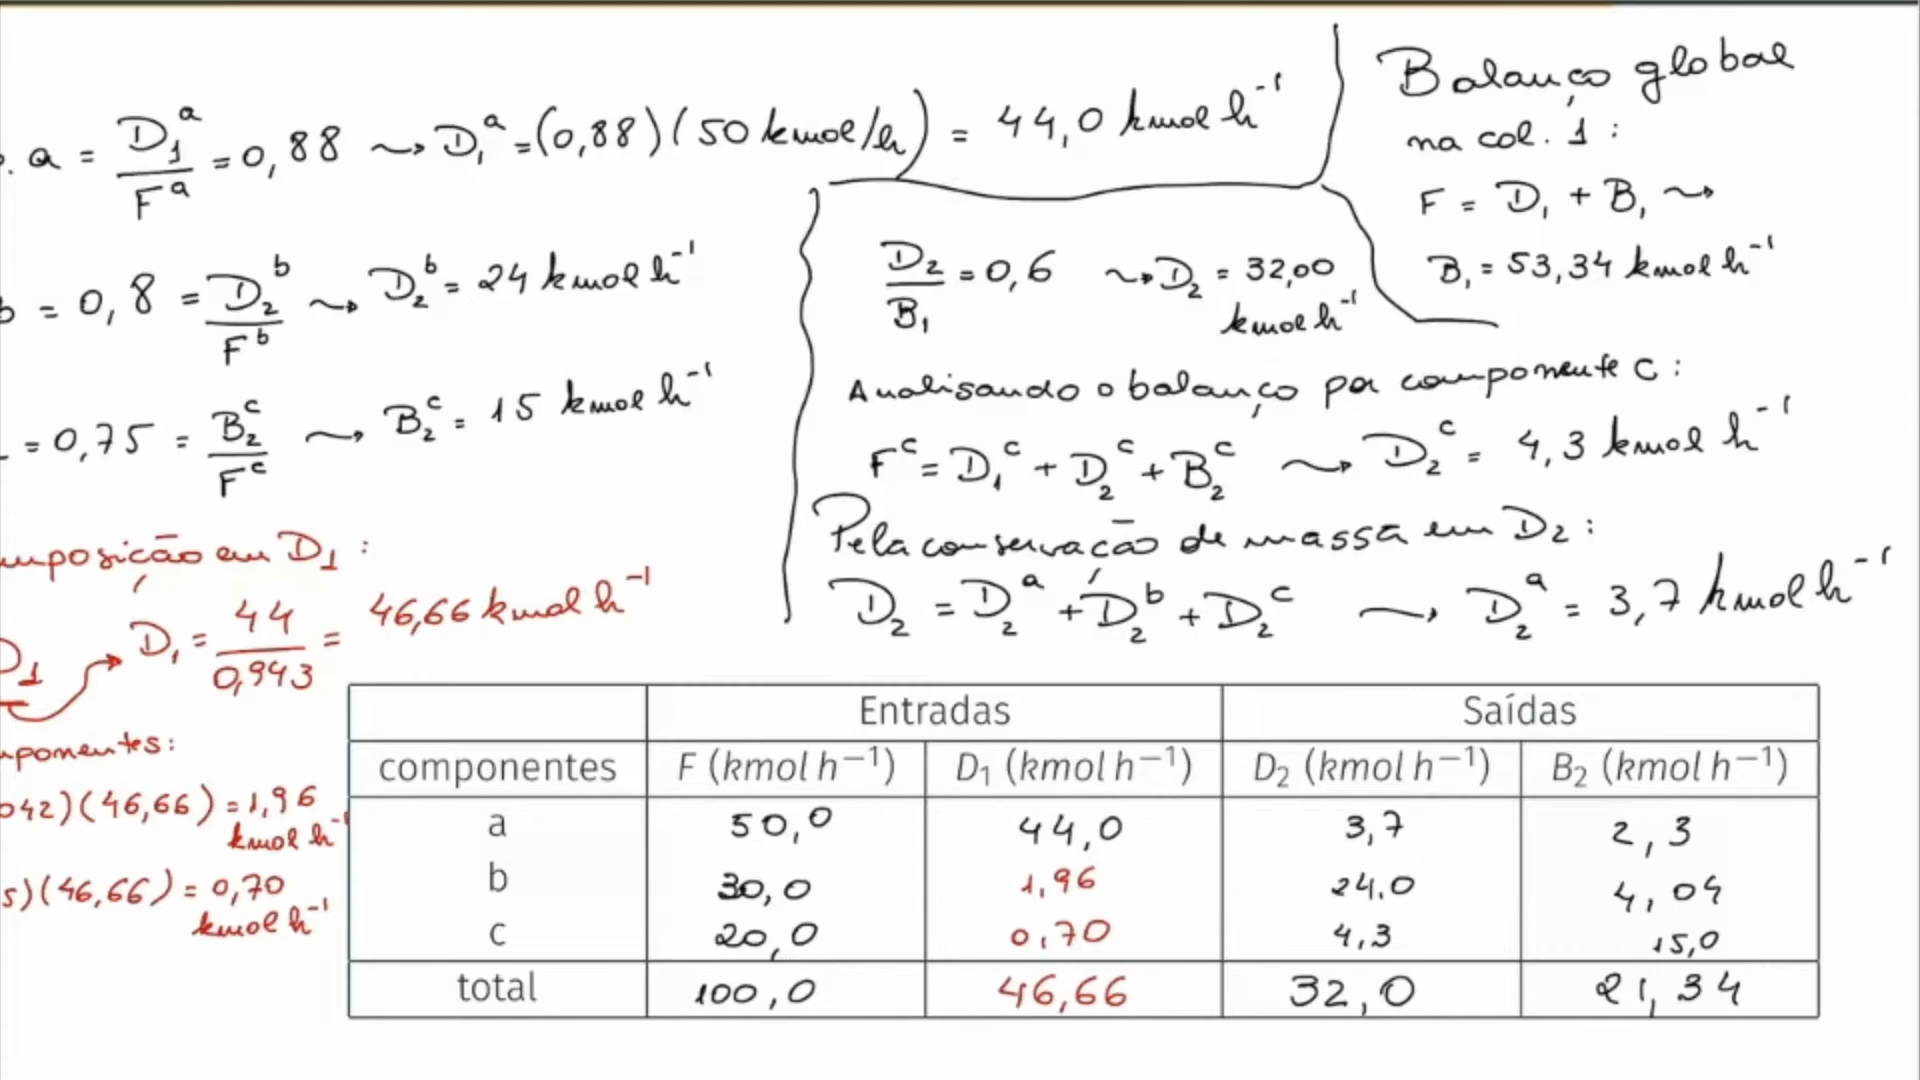 . a = D₁ᵃ/Fᵃ = 0,88 ⤳ D₁ᵃ = (0,88)(50 kmol/h) = 44,0 kmol h⁻¹
b = 0,8 = D₂ᵇ/Fᵇ ⤳ D₂ᵇ = 24 kmol h⁻¹
= 0,75 = B₂ᶜ/Fᶜ ⤳ B₂ᶜ = 15 kmol h⁻¹
mposição em D₁ :
D₁ → D₁ = 44/0,943 = 46,66 kmol h⁻¹
mponentes:
042)(46,66) = 1,96
kmol h⁻¹
5)(46,66) = 0,70
kmol h⁻¹
Balanço global
na col. 1 :
F = D₁ + B₁ ⤳
B₁ = 53,34 kmol h⁻¹
D₂/B₁ = 0,6 ⤳ D₂ = 32,00
kmol h⁻¹
Analisando o balanço por componente C :
Fᶜ = D₁ᶜ + D₂ᶜ + B₂ᶜ ⤳ D₂ᶜ = 4,3 kmol h⁻¹
Pela conservação de massa em D₂ :
D₂ = D₂ᵃ + D₂ᵇ + D₂ᶜ ⤳ D₂ᵃ = 3,7 kmol h⁻¹
Entradas Saídas
componentes F (kmol h⁻¹) D₁ (kmol h⁻¹) D₂ (kmol h⁻¹) B₂ (kmol h⁻¹)
a 50,0 44,0 3,7 2,3
b 30,0 1,96 24,0 4,04
c 20,0 0,70 4,3 15,0
total 100,0 46,66 32,0 21,34